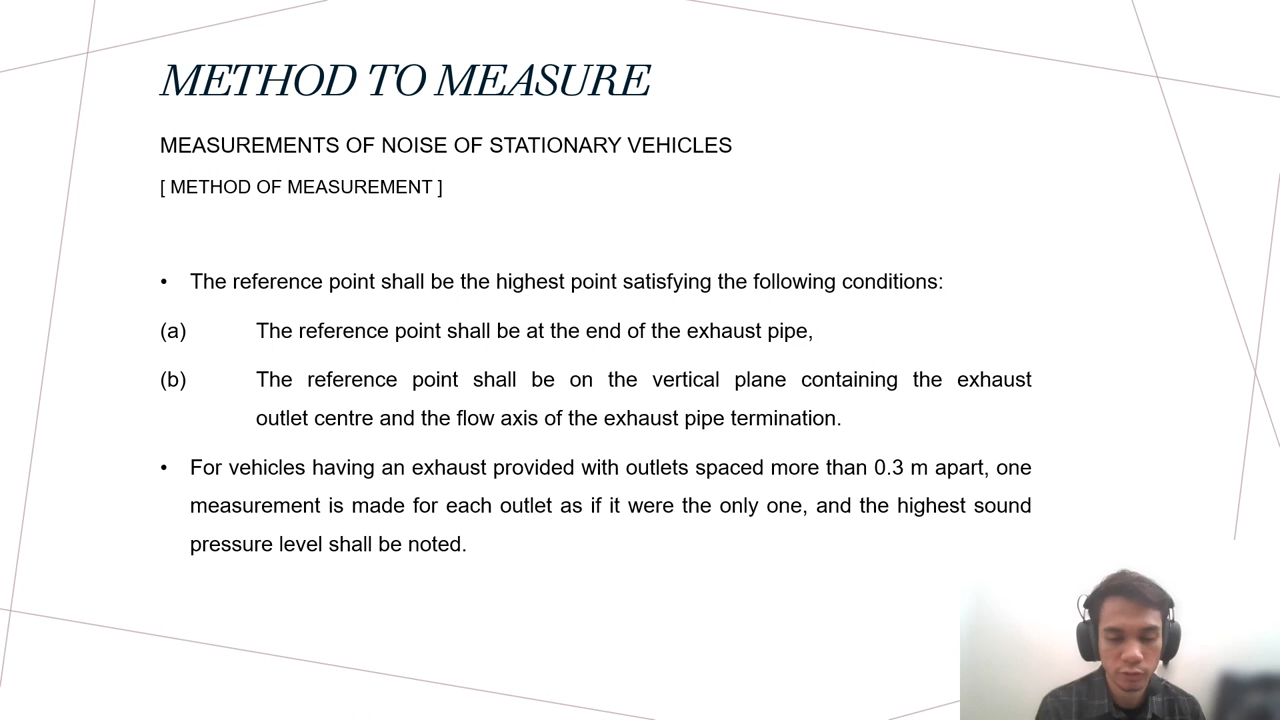 METHOD TO MEASURE
MEASUREMENTS OF NOISE OF STATIONARY VEHICLES
[ METHOD OF MEASUREMENT ]
• The reference point shall be the highest point satisfying the following conditions:
(a) The reference point shall be at the end of the exhaust pipe,
(b) The reference point shall be on the vertical plane containing the exhaust
outlet centre and the flow axis of the exhaust pipe termination.
• For vehicles having an exhaust provided with outlets spaced more than 0.3 m apart, one
measurement is made for each outlet as if it were the only one, and the highest sound
pressure level shall be noted.